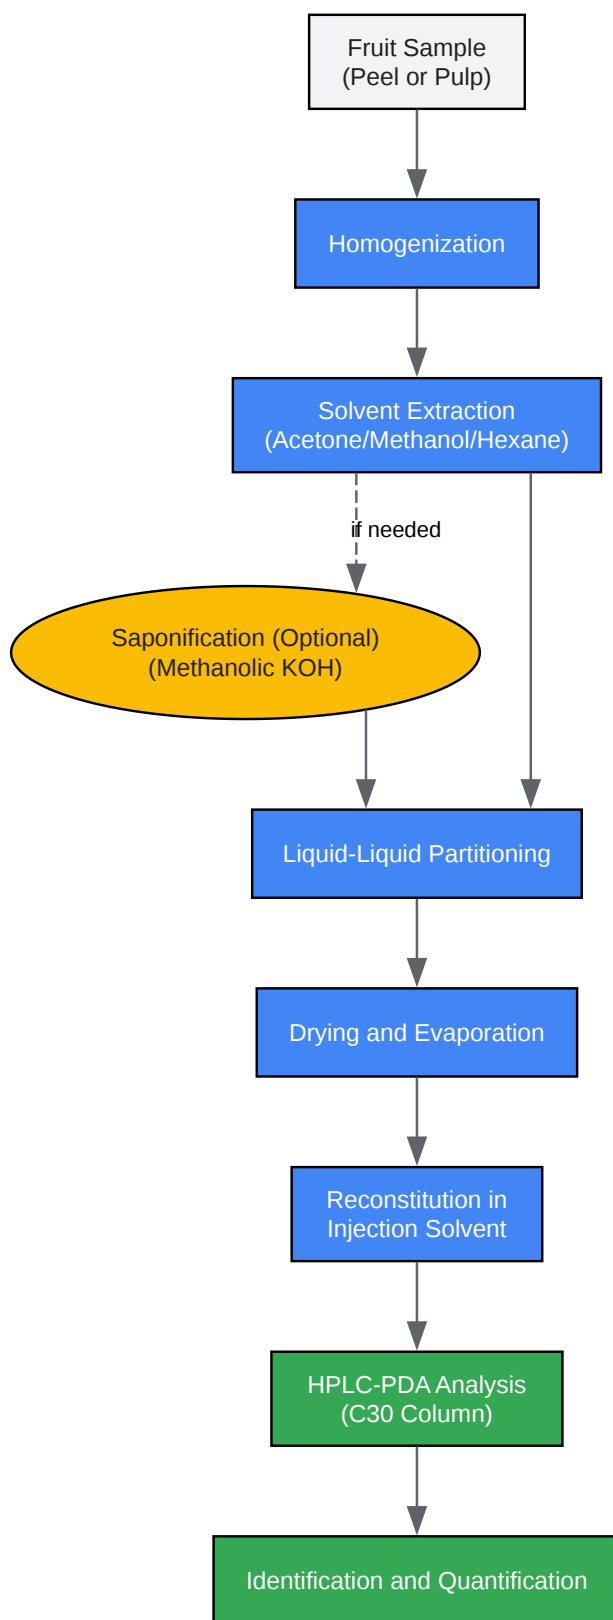 Fruit Sample
(Peel or Pulp)
Homogenization
Solvent Extraction
(Acetone/Methanol/Hexane)
if needed
Saponification (Optional)
(Methanolic KOH)
Liquid-Liquid Partitioning
Drying and Evaporation
Reconstitution in
Injection Solvent
HPLC-PDA Analysis
(C30 Column)
Identification and Quantification